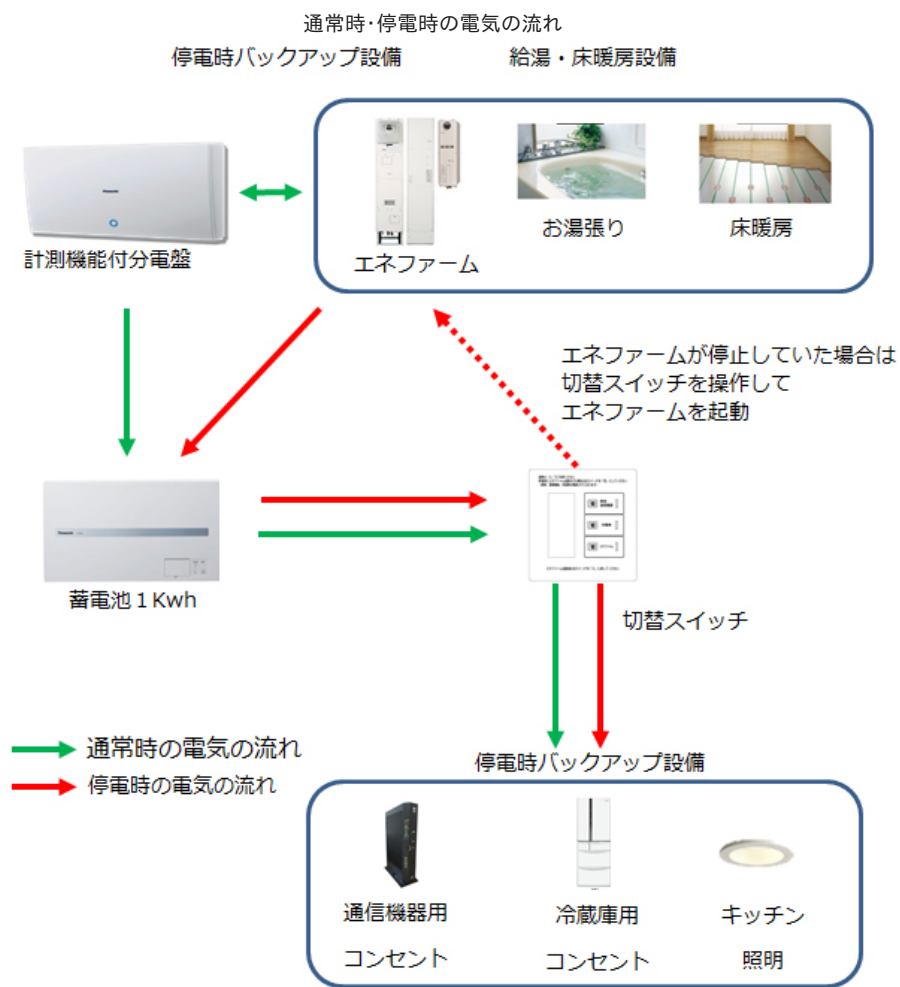 通常時･停電時の電気の流れ
停電時バックアップ設備
給湯・床暖房設備
Panasonic
計測機能付分電盤
エネファーム
お湯張り
床暖房
エネファームが停止していた場合は
切替スイッチを操作して
エネファームを起動
Panasonic
蓄電池１Kwh
切替スイッチ
通常時の電気の流れ
停電時の電気の流れ
停電時バックアップ設備
通信機器用
コンセント
冷蔵庫用
コンセント
キッチン
照明